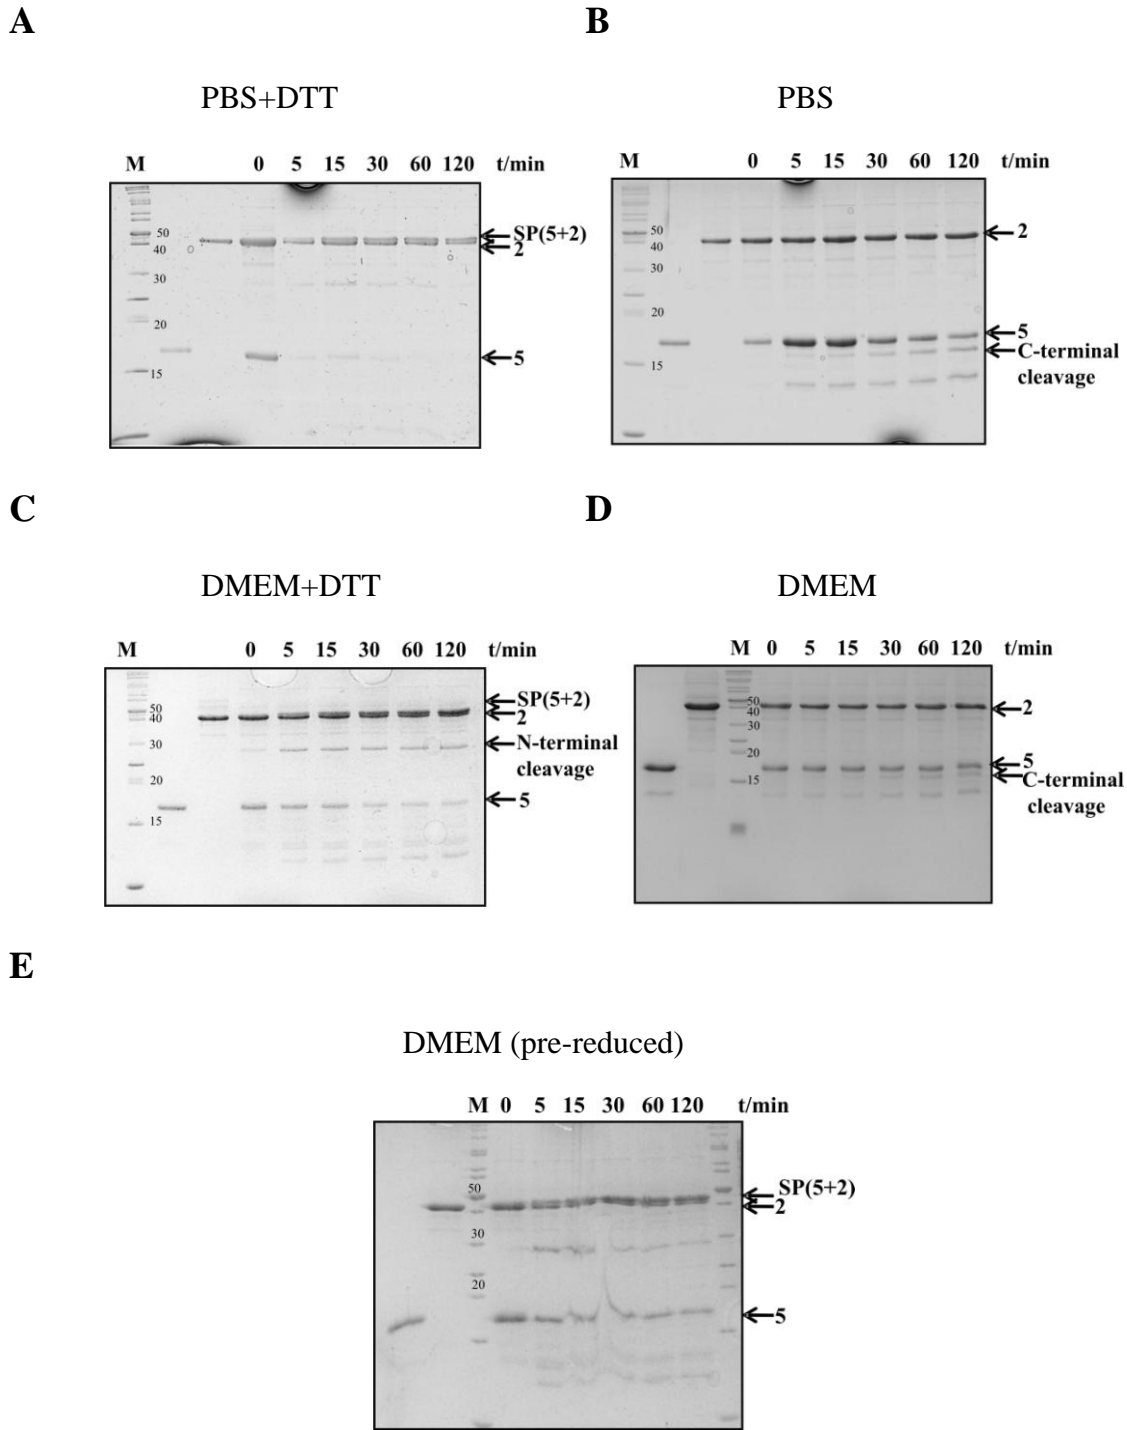 A
B
PBS+DTT
PBS
M 0 5 15 30 60 120 t/min
M 0 5 15 30 60 120 t/min
50
40
30
20
15
SP(5+2)
2
5
50
40
30
20
15
2
5
C-terminal
cleavage
C
D
DMEM+DTT
DMEM
M 0 5 15 30 60 120 t/min
M 0 5 15 30 60 120 t/min
50
40
30
20
15
SP(5+2)
2
N-terminal
cleavage
5
50
40
30
20
15
2
5
C-terminal
cleavage
E
DMEM (pre-reduced)
M 0 5 15 30 60 120 t/min
50
30
20
SP(5+2)
2
5